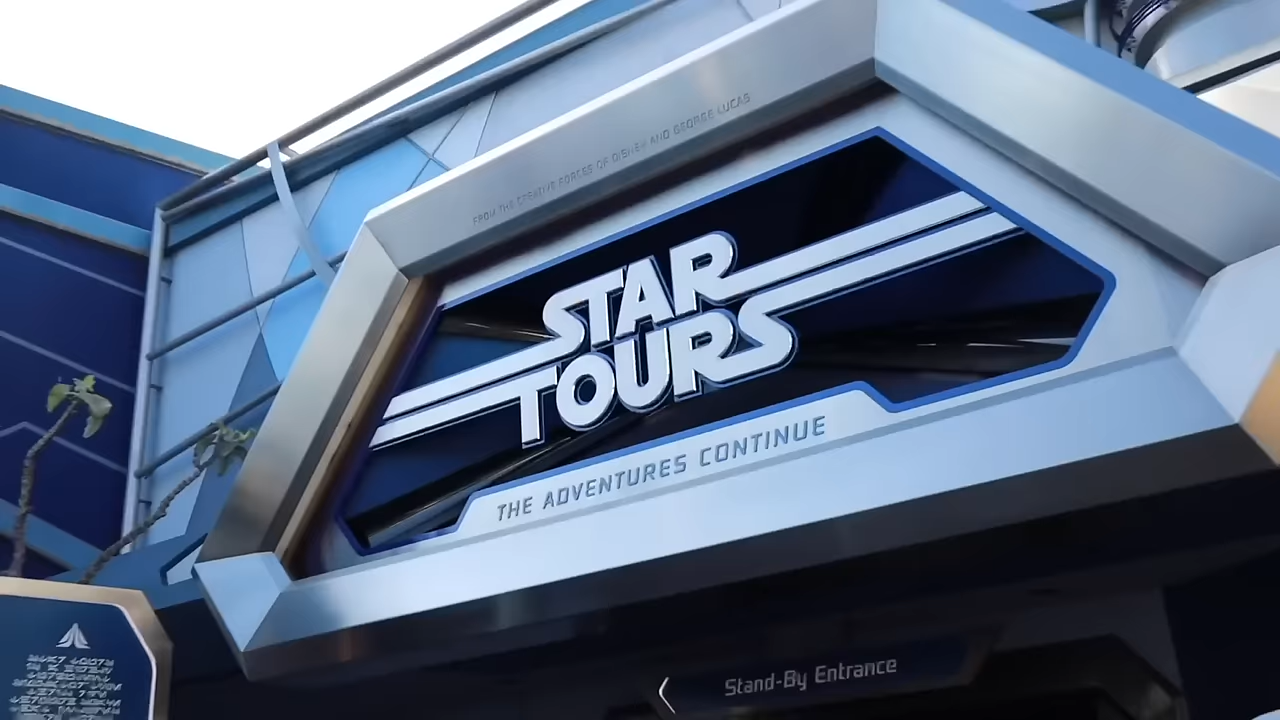 FROM THE CREATIVE FORCES OF DISNEY AND GEORGE LUCAS
STAR
TOURS
THE ADVENTURES CONTINUE
Stand-By Entrance